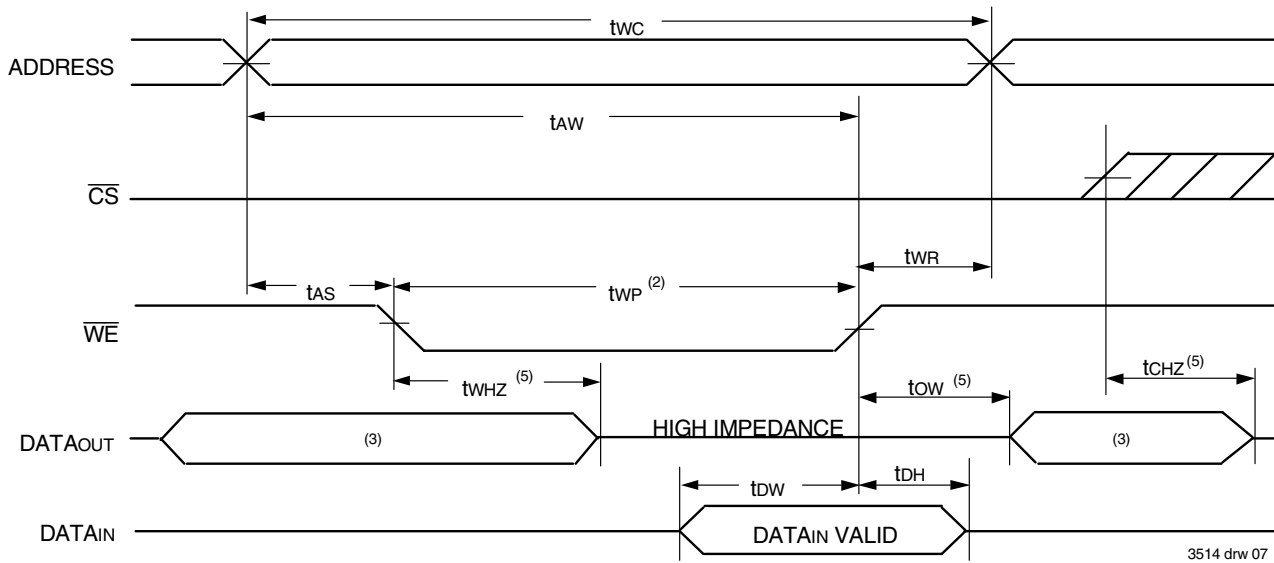 tWC
ADDRESS
tAW
CS
tWR
tAS
tWP (2)
WE
tWHZ (5)
tOW (5)
tCHZ (5)
DATAOUT
(3)
HIGH IMPEDANCE
(3)
tDW
tDH
DATAIN
DATAIN VALID
3514 drw 07